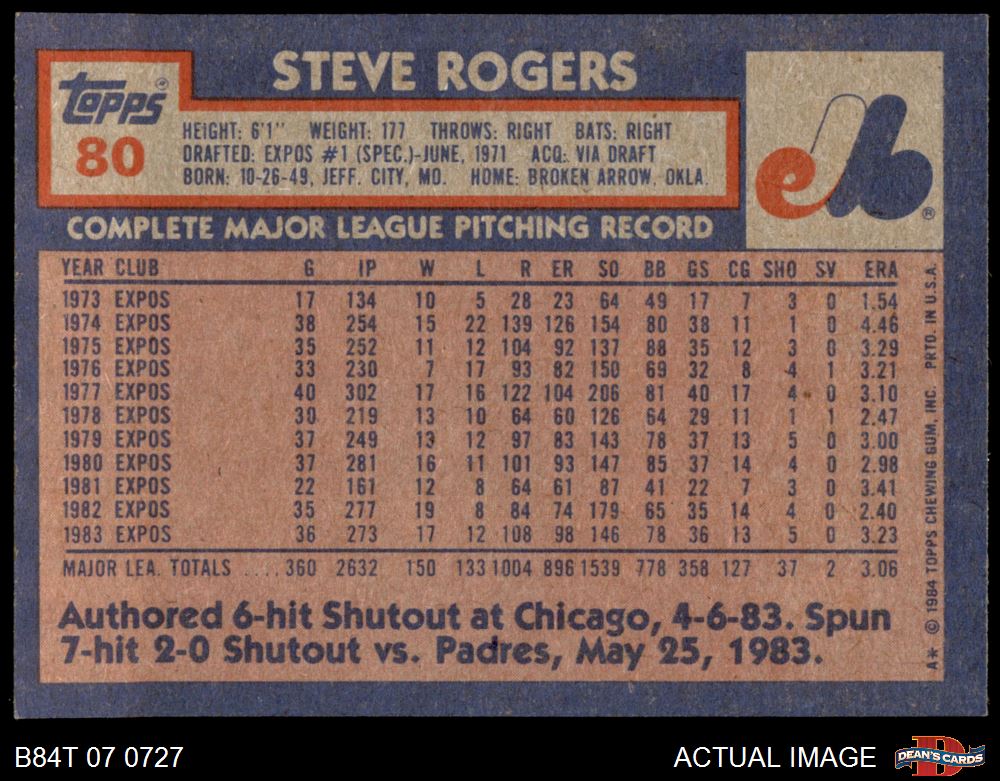 STEVE ROGERS
Topps ®
80
HEIGHT: 6'1" WEIGHT: 177 THROWS: RIGHT BATS: RIGHT
DRAFTED: EXPOS #1 (SPEC.)-JUNE, 1971 ACQ: VIA DRAFT
BORN: 10-26-49, JEFF. CITY, MO. HOME: BROKEN ARROW, OKLA.
eb ®
COMPLETE MAJOR LEAGUE PITCHING RECORD
YEAR CLUB G IP W L R ER SO BB GS CG SHO SV ERA
1973 EXPOS 17 134 10 5 28 23 64 49 17 7 3 0 1.54
1974 EXPOS 38 254 15 22 139 126 154 80 38 11 1 0 4.46
1975 EXPOS 35 252 11 12 104 92 137 88 35 12 3 0 3.29
1976 EXPOS 33 230 7 17 93 82 150 69 32 8 4 1 3.21
1977 EXPOS 40 302 17 16 122 104 206 81 40 17 4 0 3.10
1978 EXPOS 30 219 13 10 64 60 126 64 29 11 1 1 2.47
1979 EXPOS 37 249 13 12 97 83 143 78 37 13 5 0 3.00
1980 EXPOS 37 281 16 11 101 93 147 85 37 14 4 0 2.98
1981 EXPOS 22 161 12 8 64 61 87 41 22 7 3 0 3.41
1982 EXPOS 35 277 19 8 84 74 179 65 35 14 4 0 2.40
1983 EXPOS 36 273 17 12 108 98 146 78 36 13 5 0 3.23
MAJOR LEA. TOTALS .... 360 2632 150 133 1004 896 1539 778 358 127 37 2 3.06
Authored 6-hit Shutout at Chicago, 4-6-83. Spun
7-hit 2-0 Shutout vs. Padres, May 25, 1983.
A* © 1984 TOPPS CHEWING GUM, INC. PRTD. IN U.S.A.
B84T 07 0727
ACTUAL IMAGE
D
DEAN'S CARDS